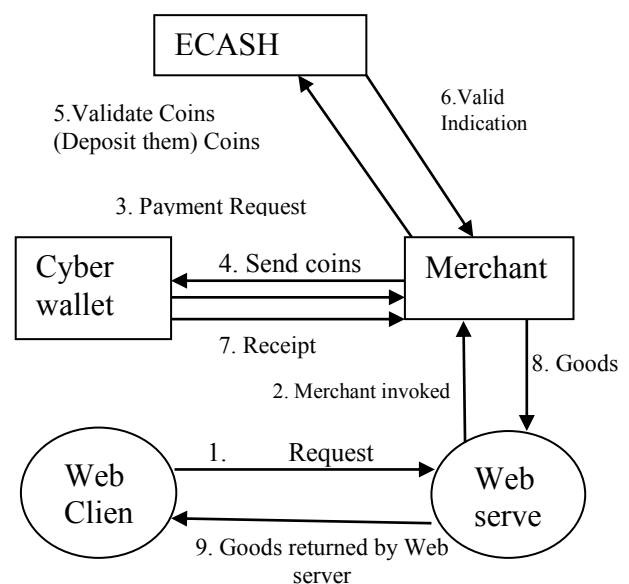 ECASH
5.Validate Coins
(Deposit them) Coins
6.Valid
Indication
3. Payment Request
Cyber
wallet
4. Send coins
Merchant
7. Receipt
8. Goods
2. Merchant invoked
1. Request
Web
Clien
Web
serve
9. Goods returned by Web
server